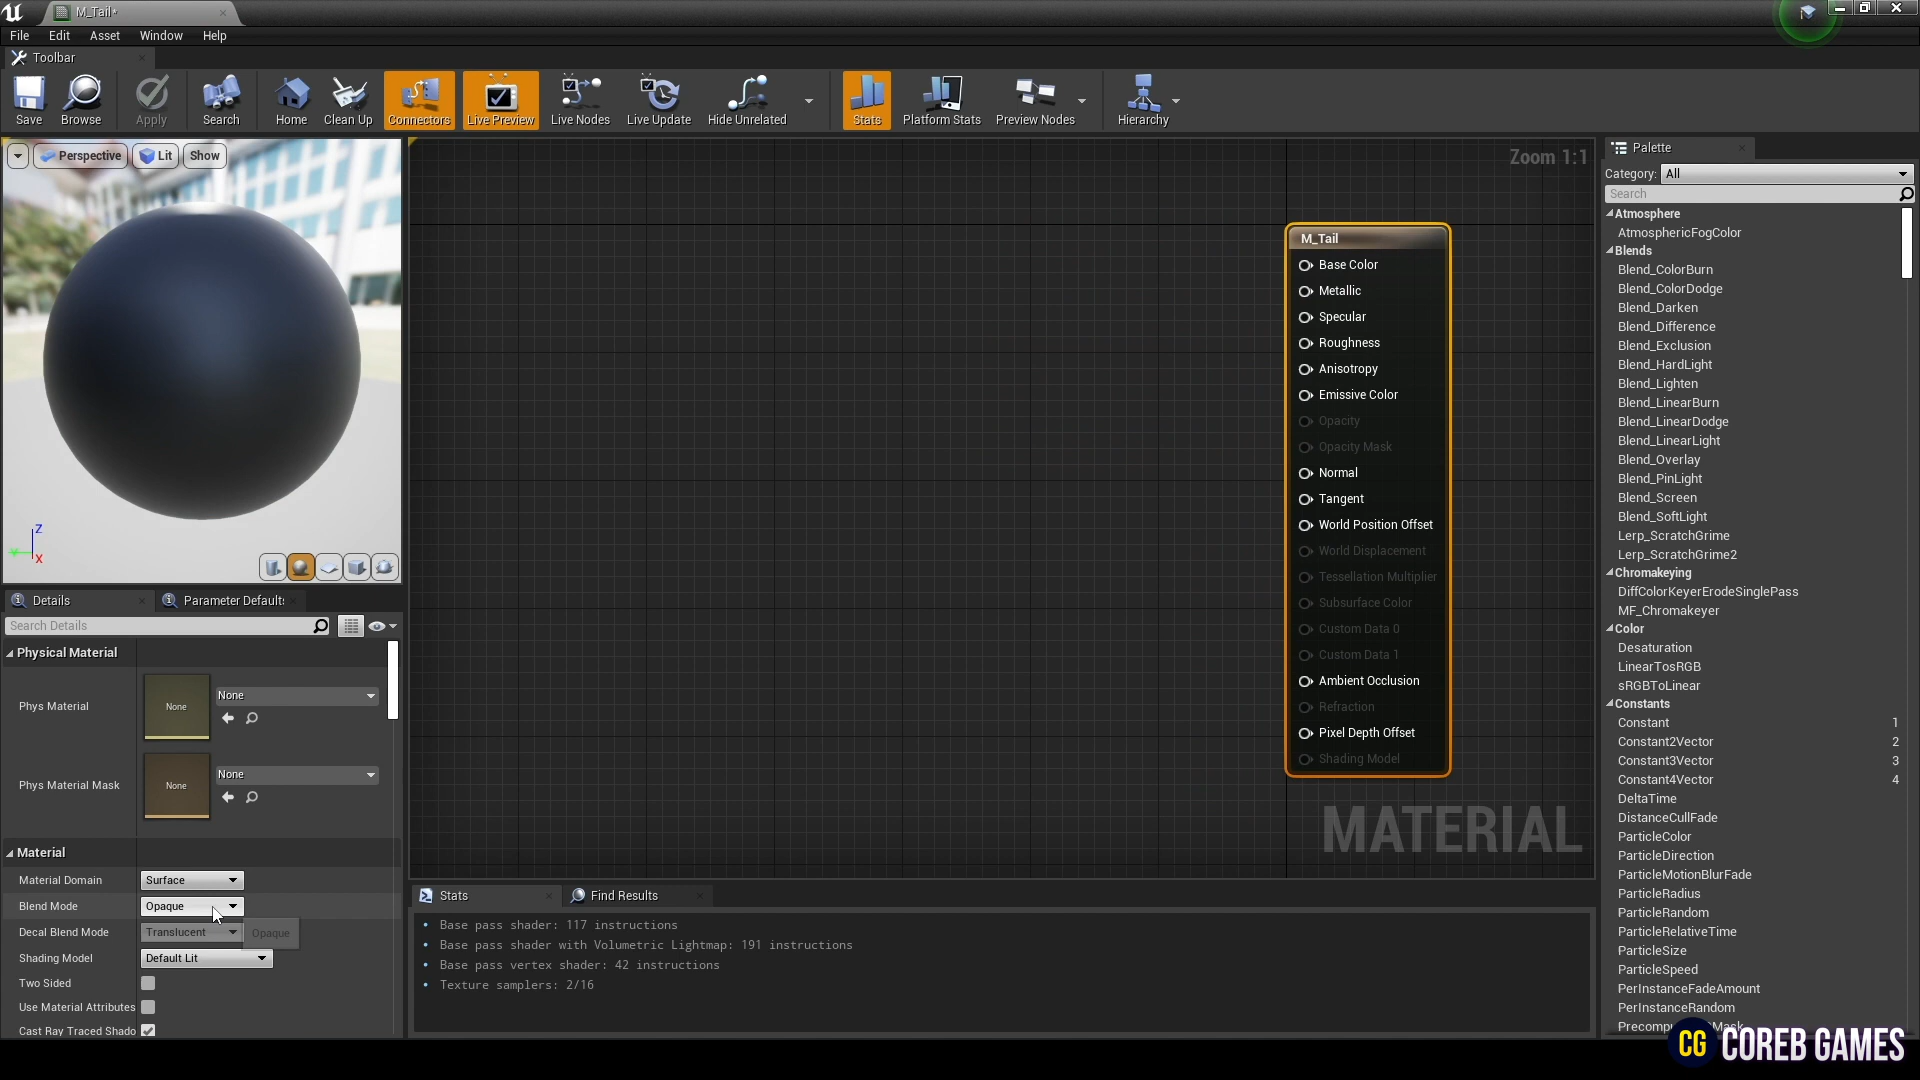 M_Tail*
File Edit Asset Window Help
Toolbar
Save Browse Apply Search Home Clean Up Connectors Live Preview Live Nodes Live Update Hide Unrelated Stats Platform Stats Preview Nodes Hierarchy
Perspective Lit Show
Zoom 1:1
Z
Y
X
M_Tail
Base Color
Metallic
Specular
Roughness
Anisotropy
Emissive Color
Opacity
Opacity Mask
Normal
Tangent
World Position Offset
World Displacement
Tessellation Multiplier
Subsurface Color
Custom Data 0
Custom Data 1
Ambient Occlusion
Refraction
Pixel Depth Offset
Shading Model
MATERIAL
Details Parameter Defaults
Search Details
Physical Material
Phys Material None None
Phys Material Mask None None
Material
Material Domain Surface
Blend Mode Opaque
Decal Blend Mode Translucent Opaque
Shading Model Default Lit
Two Sided
Use Material Attributes
Cast Ray Traced Shado
Stats Find Results
• Base pass shader: 117 instructions
• Base pass shader with Volumetric Lightmap: 191 instructions
• Base pass vertex shader: 42 instructions
• Texture samplers: 2/16
Palette
Category: All
Search
Atmosphere
AtmosphericFogColor
Blends
Blend_ColorBurn
Blend_ColorDodge
Blend_Darken
Blend_Difference
Blend_Exclusion
Blend_HardLight
Blend_Lighten
Blend_LinearBurn
Blend_LinearDodge
Blend_LinearLight
Blend_Overlay
Blend_PinLight
Blend_Screen
Blend_SoftLight
Lerp_ScratchGrime
Lerp_ScratchGrime2
Chromakeying
DiffColorKeyerErodeSinglePass
MF_Chromakeyer
Color
Desaturation
LinearTosRGB
sRGBToLinear
Constants
Constant 1
Constant2Vector 2
Constant3Vector 3
Constant4Vector 4
DeltaTime
DistanceCullFade
ParticleColor
ParticleDirection
ParticleMotionBlurFade
ParticleRadius
ParticleRandom
ParticleRelativeTime
ParticleSize
ParticleSpeed
PerInstanceFadeAmount
PerInstanceRandom
CG COREB GAMES